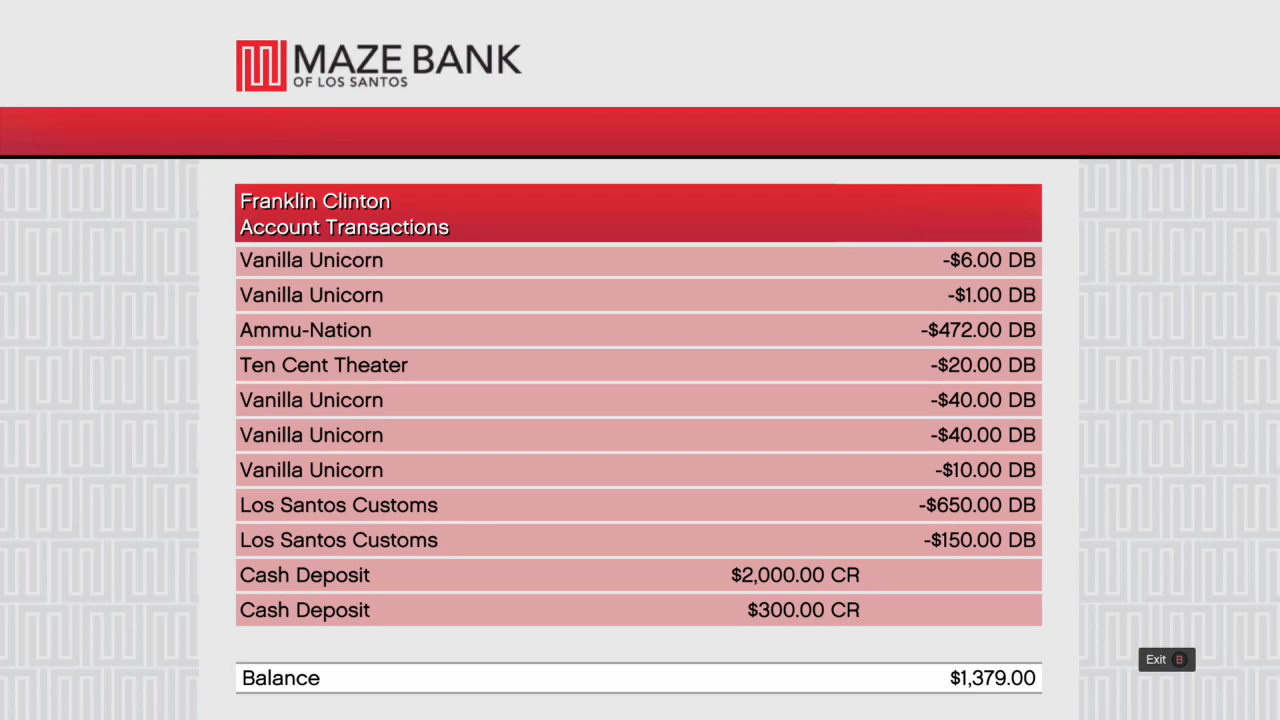 MAZE BANK
OF LOS SANTOS
Franklin Clinton
Account Transactions
Vanilla Unicorn -$6.00 DB
Vanilla Unicorn -$1.00 DB
Ammu-Nation -$472.00 DB
Ten Cent Theater -$20.00 DB
Vanilla Unicorn -$40.00 DB
Vanilla Unicorn -$40.00 DB
Vanilla Unicorn -$10.00 DB
Los Santos Customs -$650.00 DB
Los Santos Customs -$150.00 DB
Cash Deposit $2,000.00 CR
Cash Deposit $300.00 CR
Exit B
Balance $1,379.00